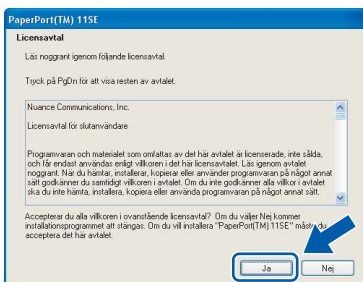 PaperPort(TM) 11SE
Licensavtal
Läs noggrant igenom följande licensavtal.
Tryck på PgDn för att visa resten av avtalet.
Nuance Communications, Inc.
Licensavtal för slutanvändare
Programvaran och materialet som omfattas av det här avtalet är licenserade, inte sålda,
och får endast användas enligt villkoren i det här licensavtalet. Läs igenom avtalet
noggrant. När du hämtar, installerar, kopierar eller använder programvaran på något annat
sätt godkänner du samtidigt villkoren i avtalet. Om du inte godkänner alla villkor i avtalet
ska du inte hämta, installera, kopiera eller använda programvaran på något annat sätt.
Accepterar du alla villkoren i ovanstående licensavtal? Om du väljer Nej kommer
installationsprogrammet att stängas. Om du vill installera "PaperPort(TM) 11SE" måste du
acceptera det här avtalet.
Ja
Nej